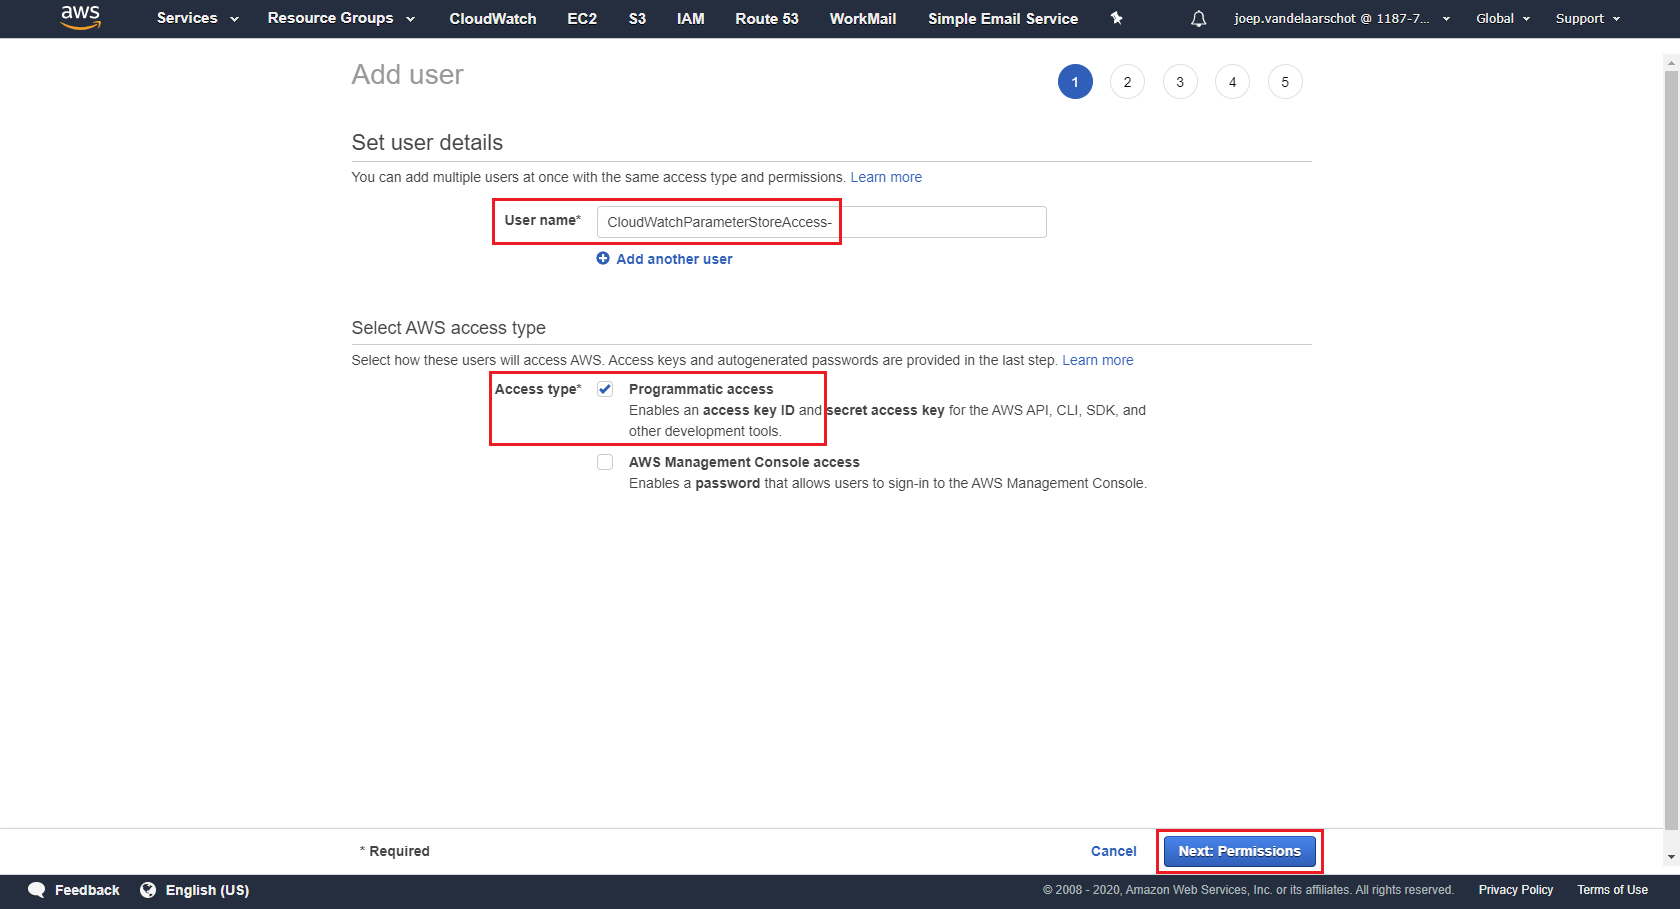 aws Services Resource Groups CloudWatch EC2 S3 IAM Route 53 WorkMail Simple Email Service joep.vandelaarschot @ 1187-7... Global Support
Add user
1 2 3 4 5
Set user details
You can add multiple users at once with the same access type and permissions. Learn more
User name* CloudWatchParameterStoreAccess-
Add another user
Select AWS access type
Select how these users will access AWS. Access keys and autogenerated passwords are provided in the last step. Learn more
Access type* Programmatic access
Enables an access key ID and secret access key for the AWS API, CLI, SDK, and
other development tools.
AWS Management Console access
Enables a password that allows users to sign-in to the AWS Management Console.
* Required Cancel Next: Permissions
Feedback English (US) © 2008 - 2020, Amazon Web Services, Inc. or its affiliates. All rights reserved. Privacy Policy Terms of Use